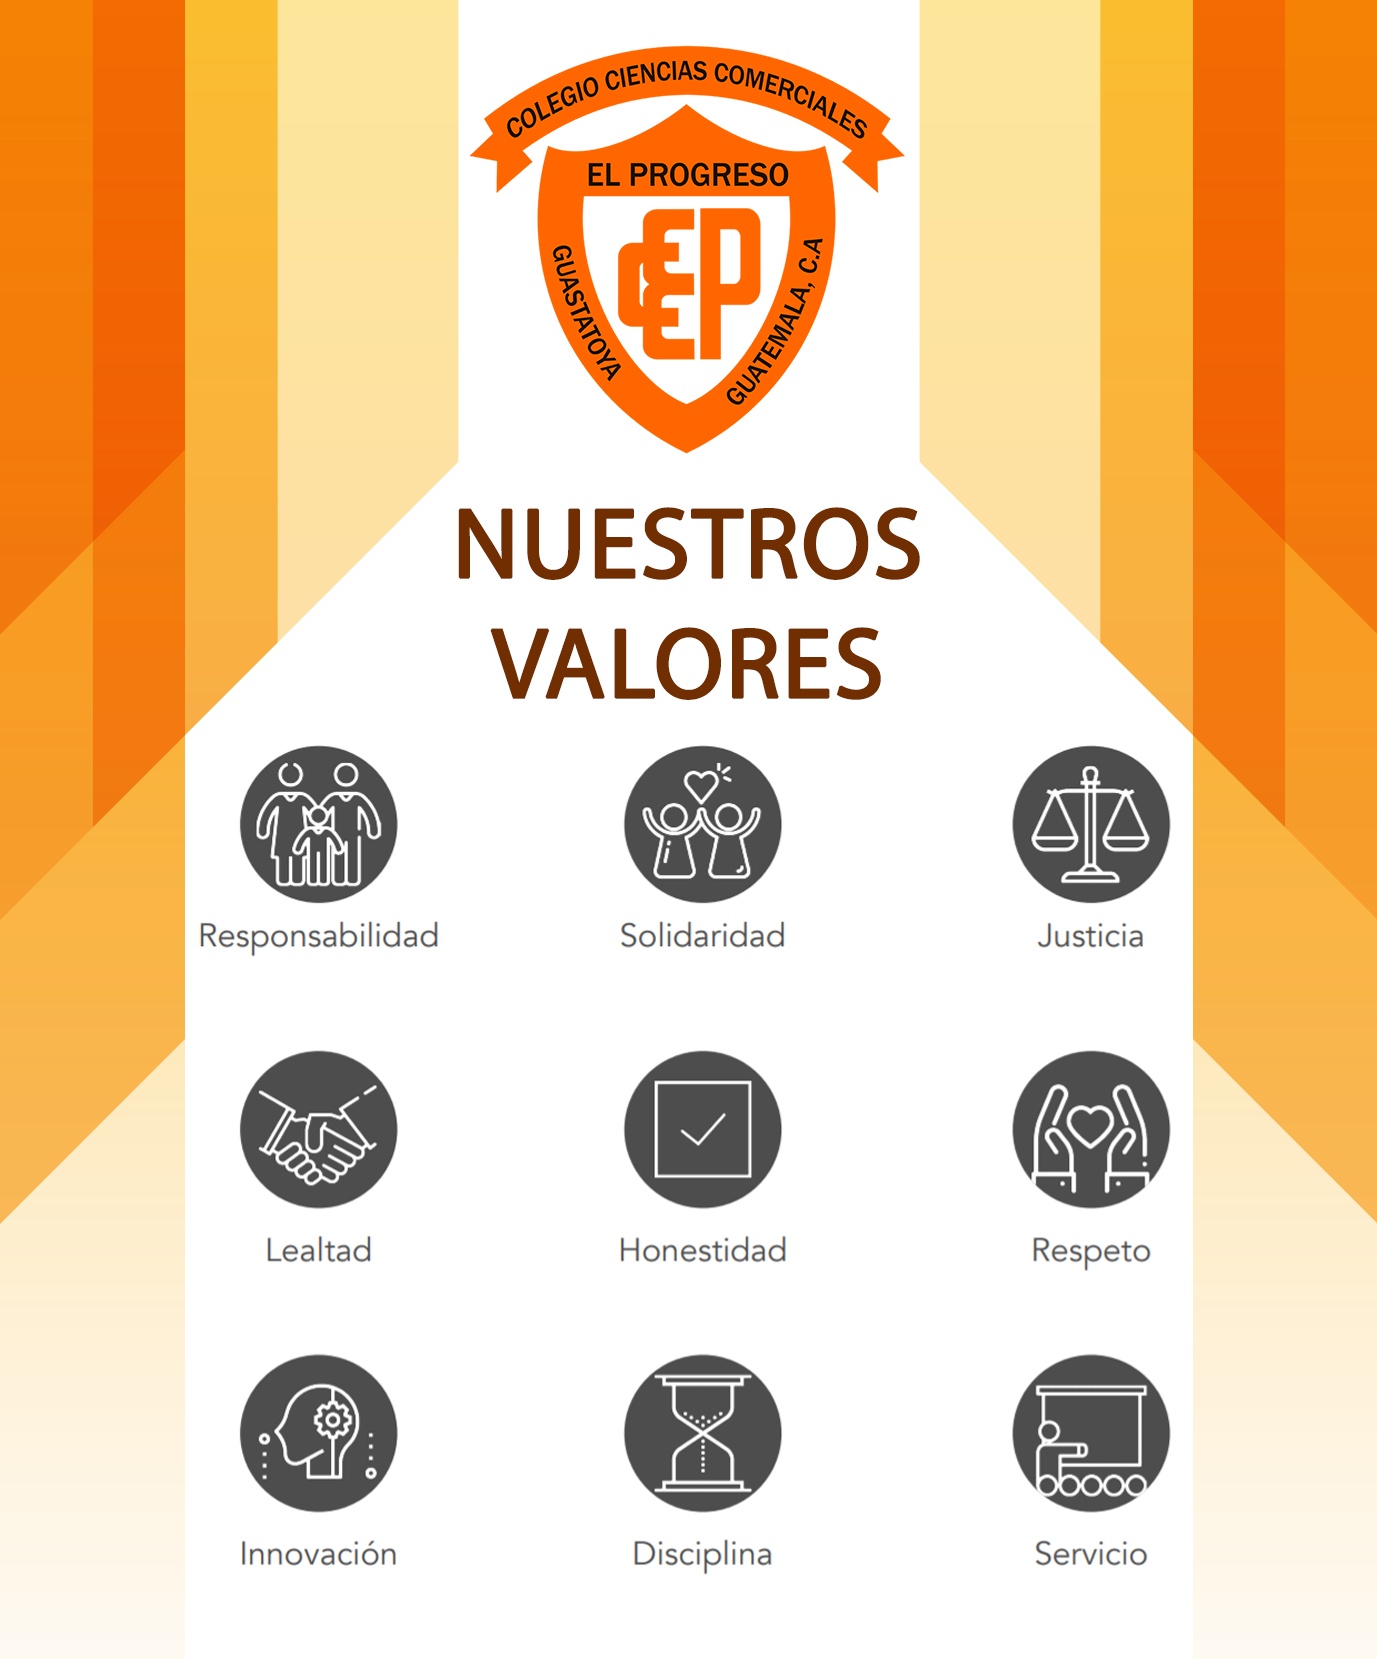 COLEGIO CIENCIAS COMERCIALES
EL PROGRESO
CCEP
GUASTATOYA
GUATEMALA, C.A
NUESTROS
VALORES
Responsabilidad
Solidaridad
Justicia
Lealtad
Honestidad
Respeto
Innovación
Disciplina
Servicio